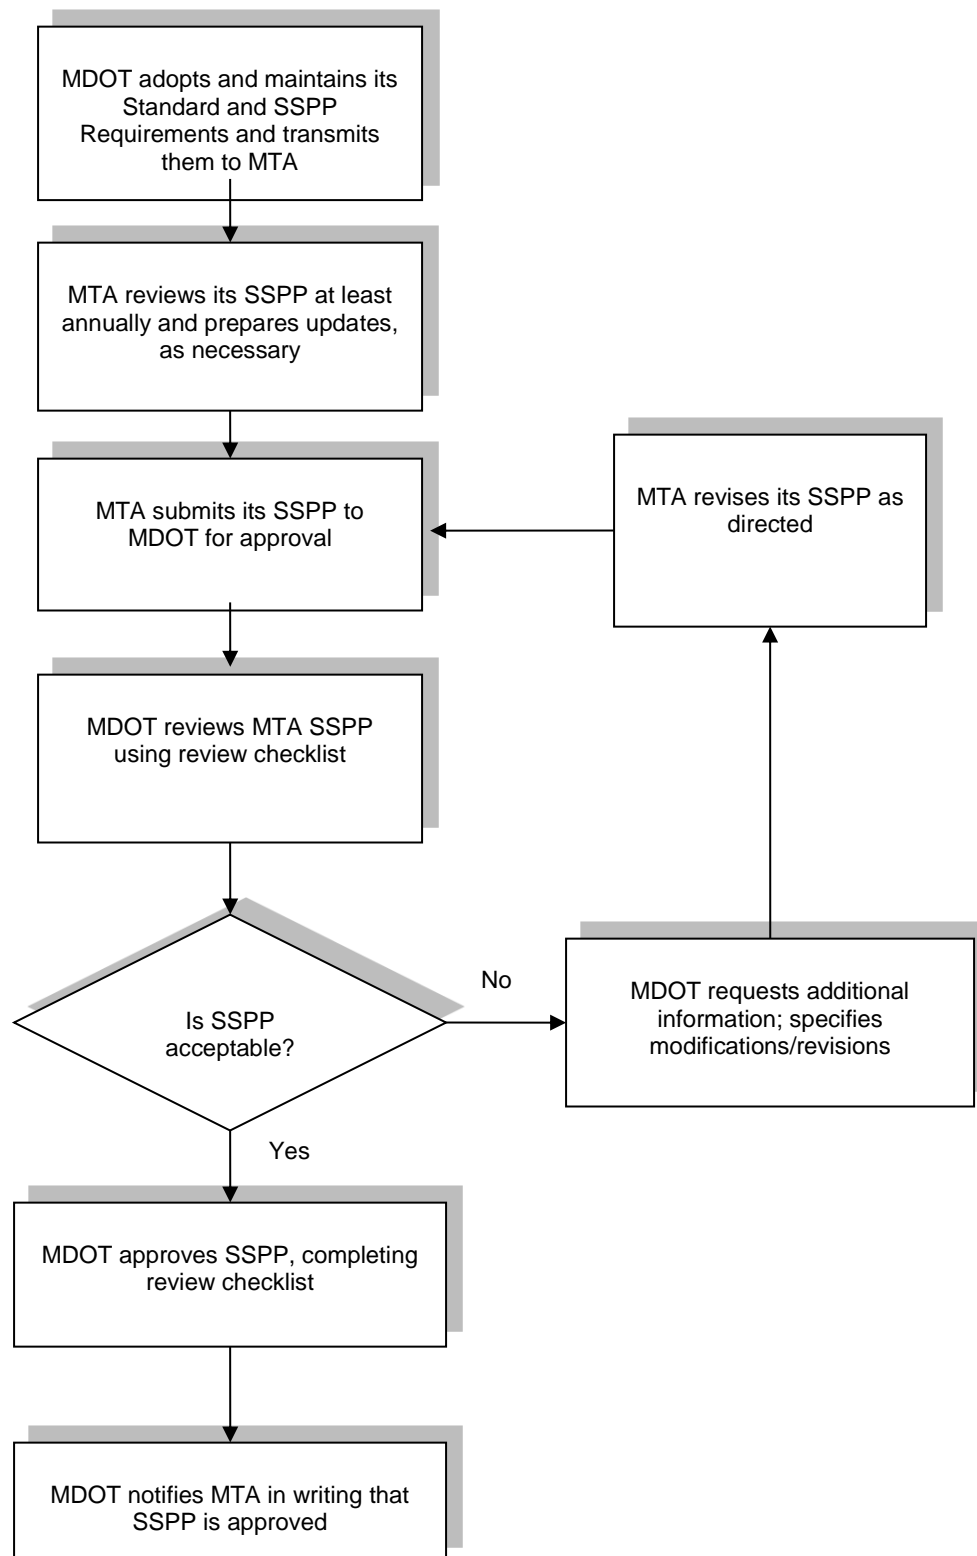 MDOT adopts and maintains its
Standard and SSPP
Requirements and transmits
them to MTA
MTA reviews its SSPP at least
annually and prepares updates,
as necessary
MTA submits its SSPP to
MDOT for approval
MTA revises its SSPP as
directed
MDOT reviews MTA SSPP
using review checklist
Is SSPP
acceptable?
No
MDOT requests additional
information; specifies
modifications/revisions
Yes
MDOT approves SSPP, completing
review checklist
MDOT notifies MTA in writing that
SSPP is approved